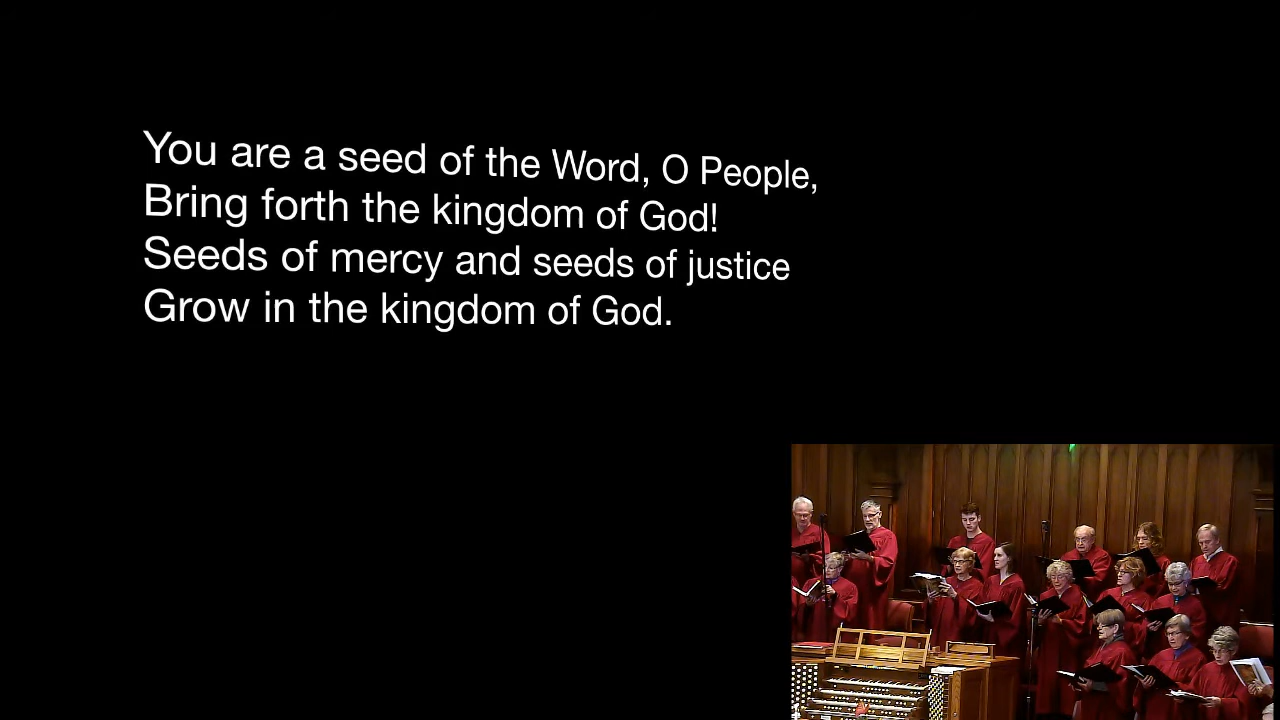 You are a seed of the Word, O People,
Bring forth the kingdom of God!
Seeds of mercy and seeds of justice
Grow in the kingdom of God.